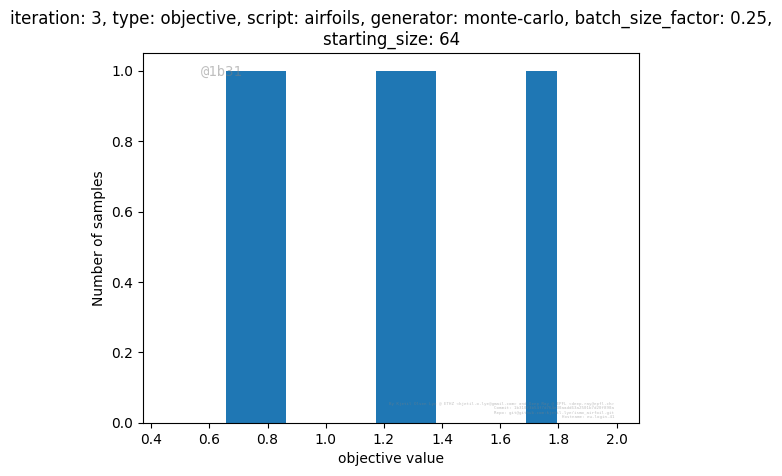 iteration: 3, type: objective, script: airfoils, generator: monte-carlo, batch_size_factor: 0.25,
starting_size: 64
@1b31
1.0
0.8
0.6
0.4
0.2
0.0
Number of samples
0.4 0.6 0.8 1.0 1.2 1.4 1.6 1.8 2.0
objective value